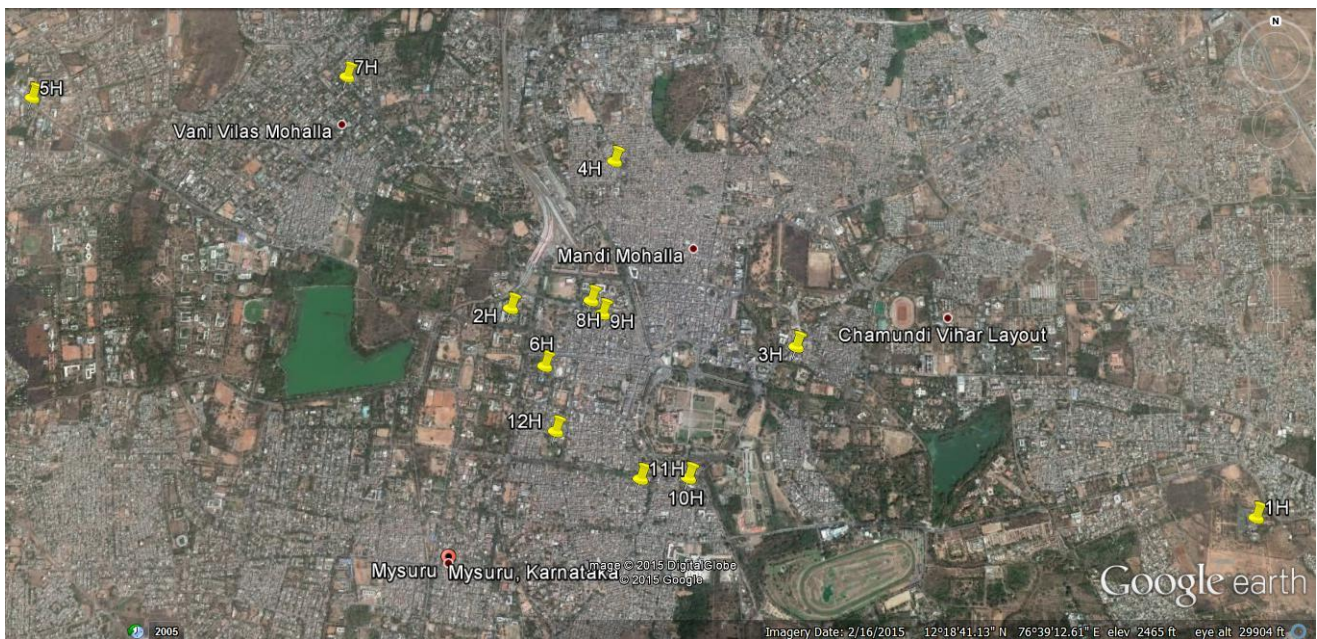 N
7H
5H
Vani Vilas Mohalla
4H
Mandi Mohalla
2H
8H
9H
6H
3H
Chamundi Vihar Layout
12H
11H
10H
1H
Mysuru
Mysuru, Karnataka
Image © 2015 DigitalGlobe
© 2015 Google
Google earth
2005
Imagery Date: 2/16/2015 12°18'41.13" N 76°39'12.61" E elev 2465 ft eye alt 29904 ft